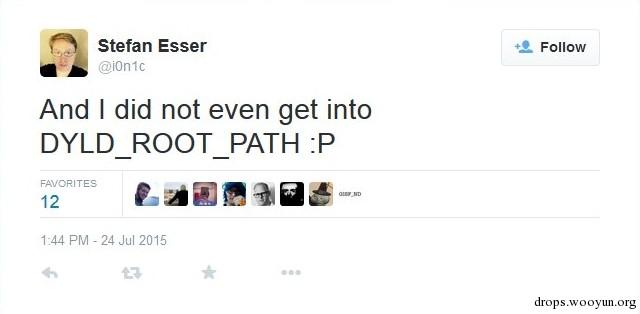 Stefan Esser
@i0n1c
Follow
And I did not even get into
DYLD_ROOT_PATH :P
FAVORITES
12
1:44 PM - 24 Jul 2015
drops.wooyun.org